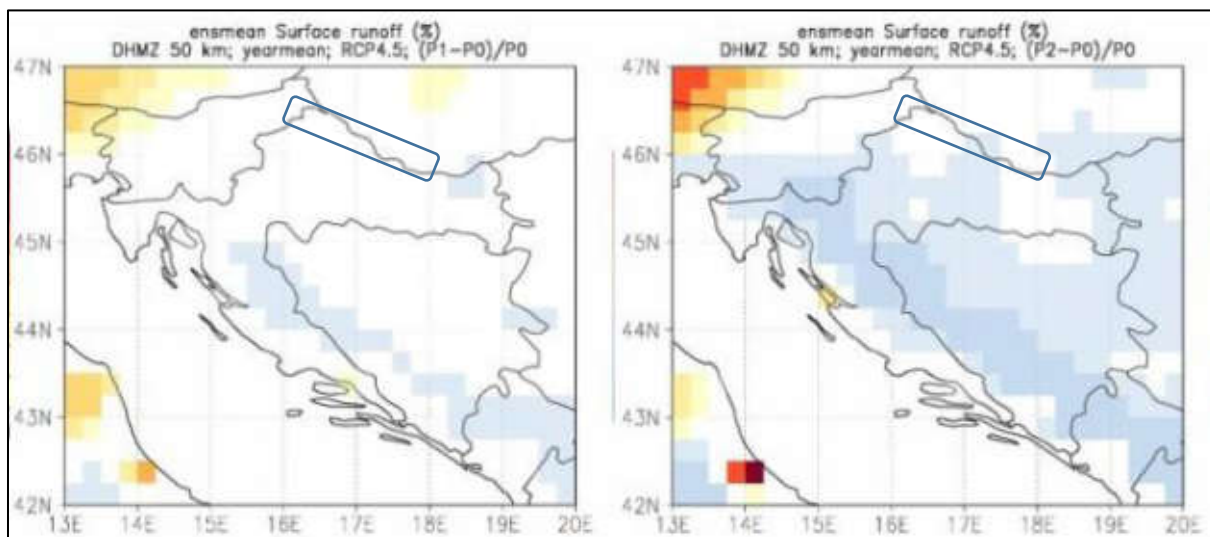 ensmean Surface runoff (%)
DHMZ 50 km; yearmean; RCP4.5; (P1-P0)/P0
47N
46N
45N
44N
43N
42N
13E 14E 15E 16E 17E 18E 19E 20E
ensmean Surface runoff (%)
DHMZ 50 km; yearmean; RCP4.5; (P2-P0)/P0
47N
46N
45N
44N
43N
42N
13E 14E 15E 16E 17E 18E 19E 20E